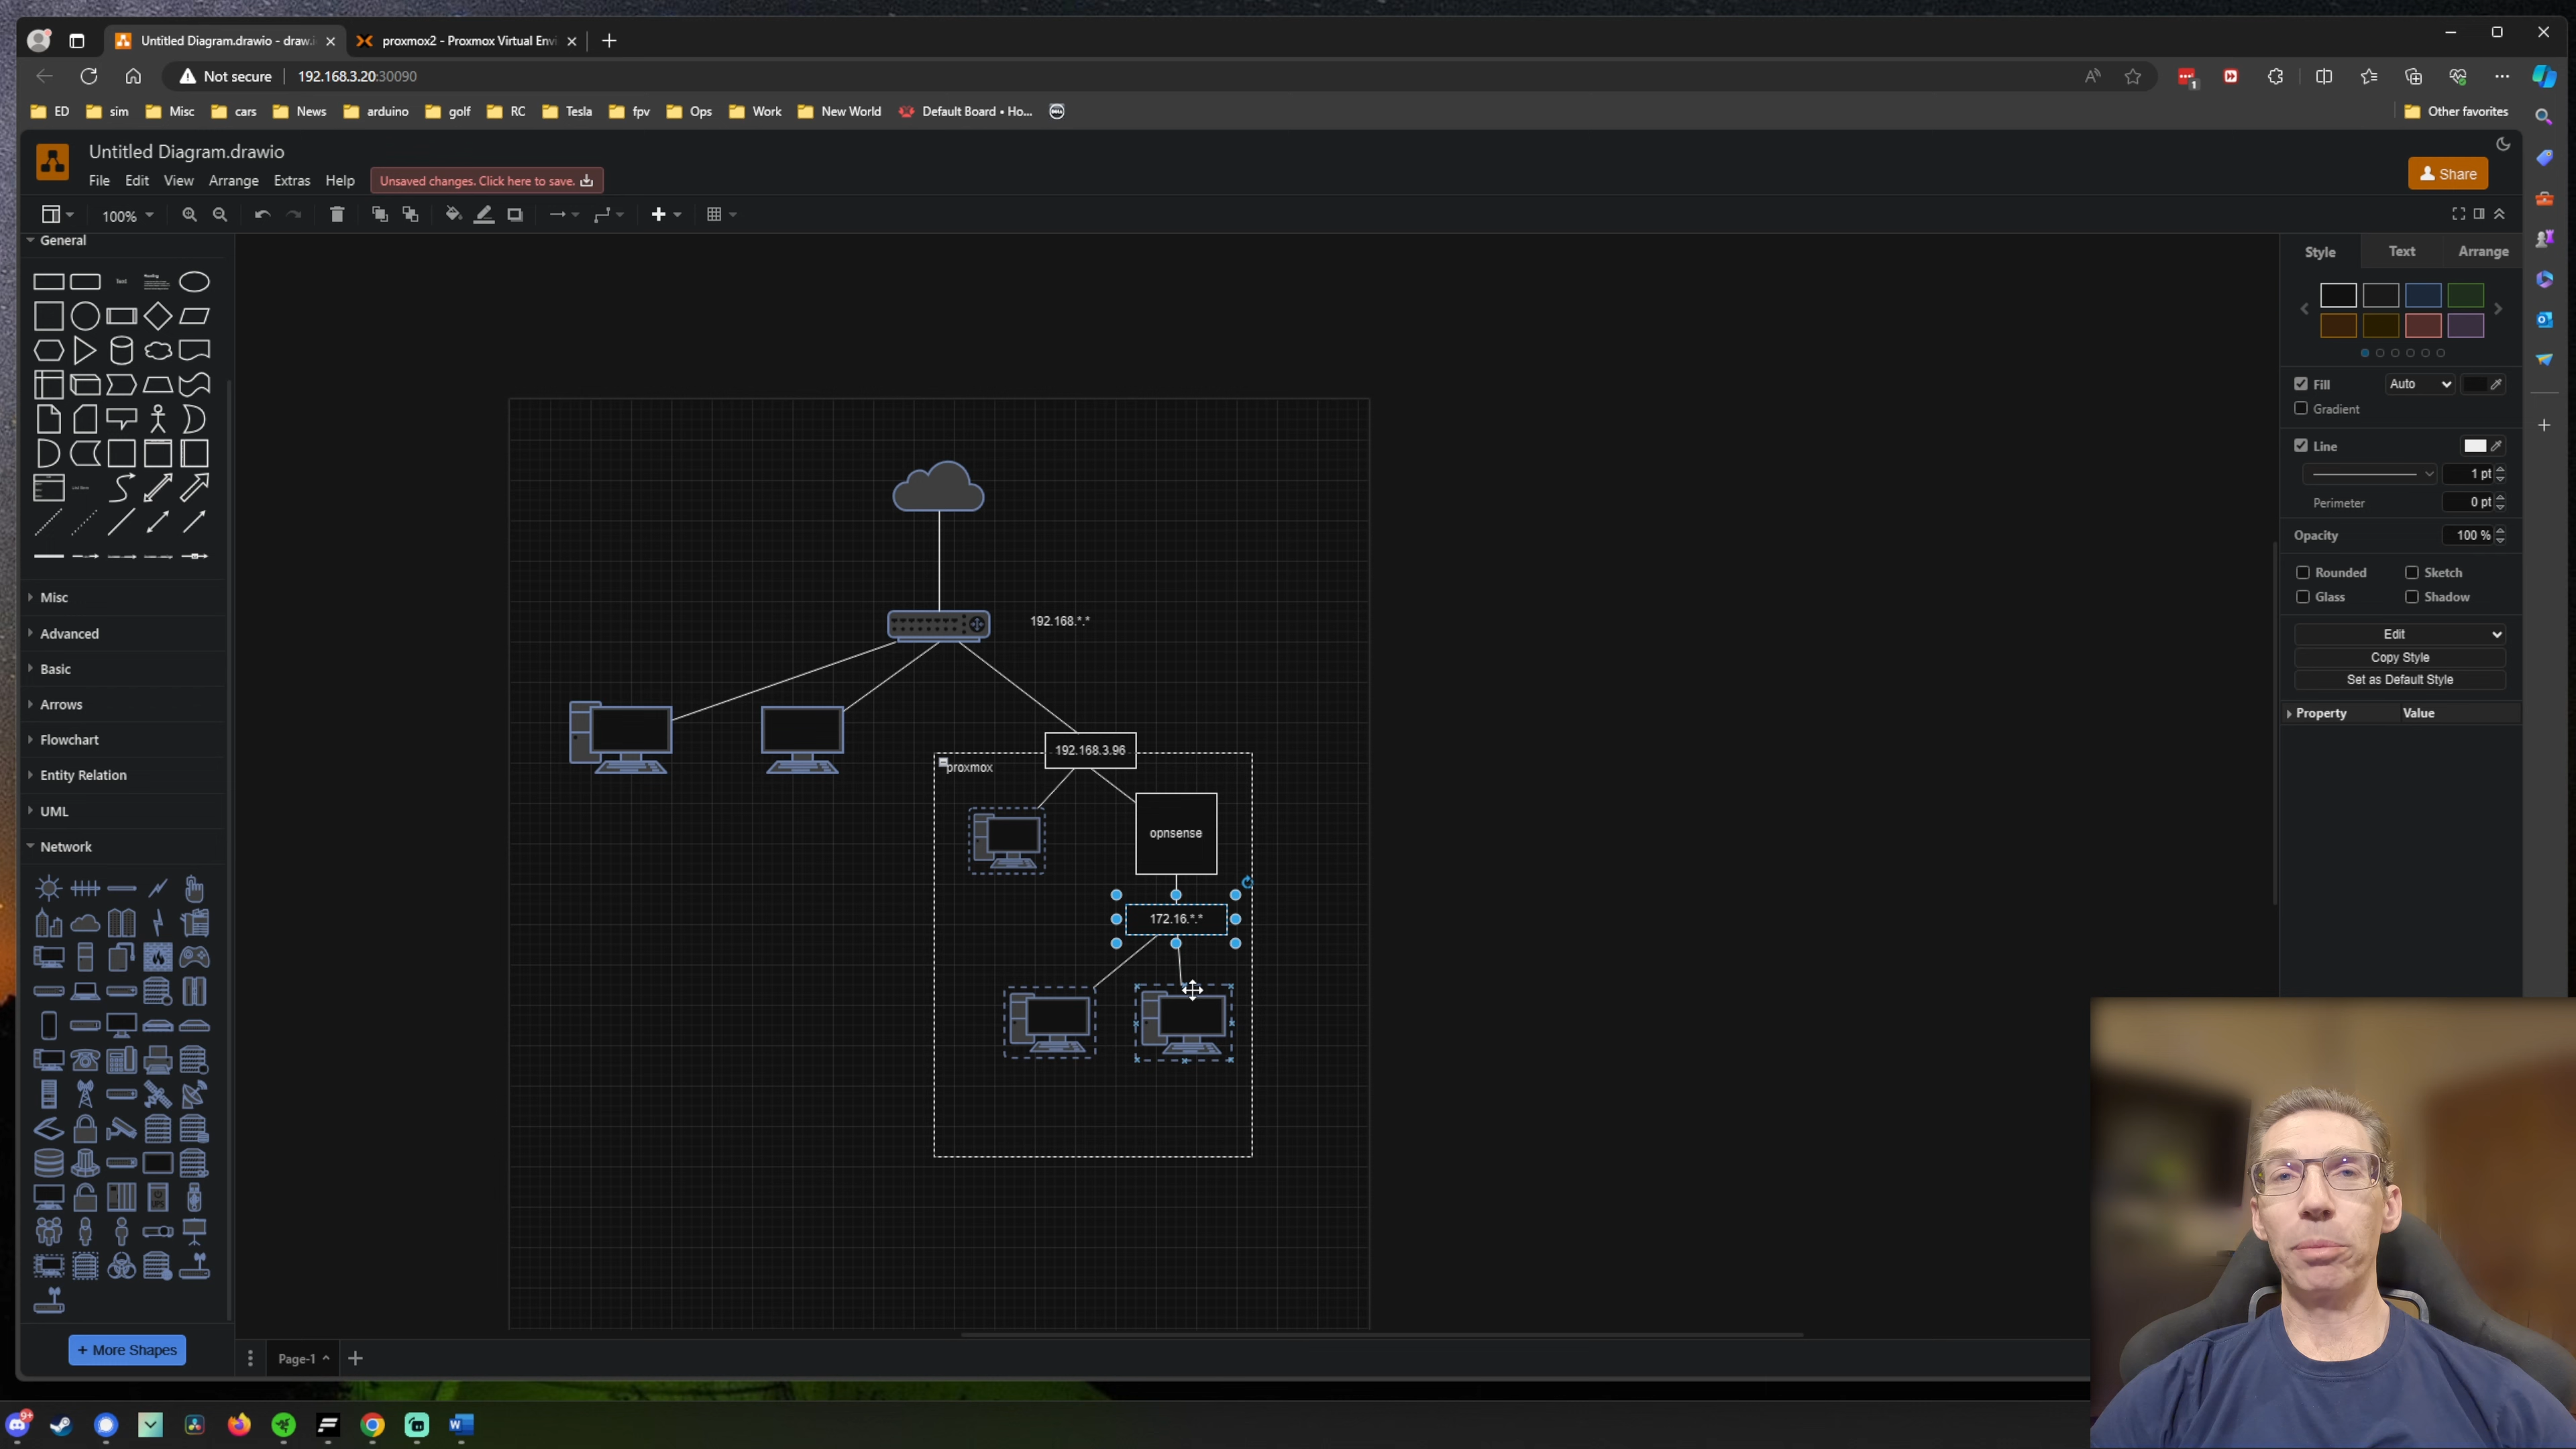 Untitled Diagram.drawio - draw.i
proxmox2 - Proxmox Virtual Envi
Not secure
192.168.3.20:30090
1
ED
sim
Misc
cars
News
arduino
golf
RC
Tesla
fpv
Ops
Work
New World
Default Board • Ho...
Other favorites
Untitled Diagram.drawio
File
Edit
View
Arrange
Extras
Help
Unsaved changes. Click here to save.
Share
100%
General
Text
Heading
Misc
Advanced
Basic
Arrows
Flowchart
Entity Relation
UML
Network
+ More Shapes
192.168.*.*
192.168.3.96
proxmox
opnsense
172.16.*.*
Page-1
Style
Text
Arrange
Fill
Auto
Gradient
Line
1 pt
Perimeter
0 pt
Opacity
100 %
Rounded
Sketch
Glass
Shadow
Edit
Copy Style
Set as Default Style
Property
Value
9+